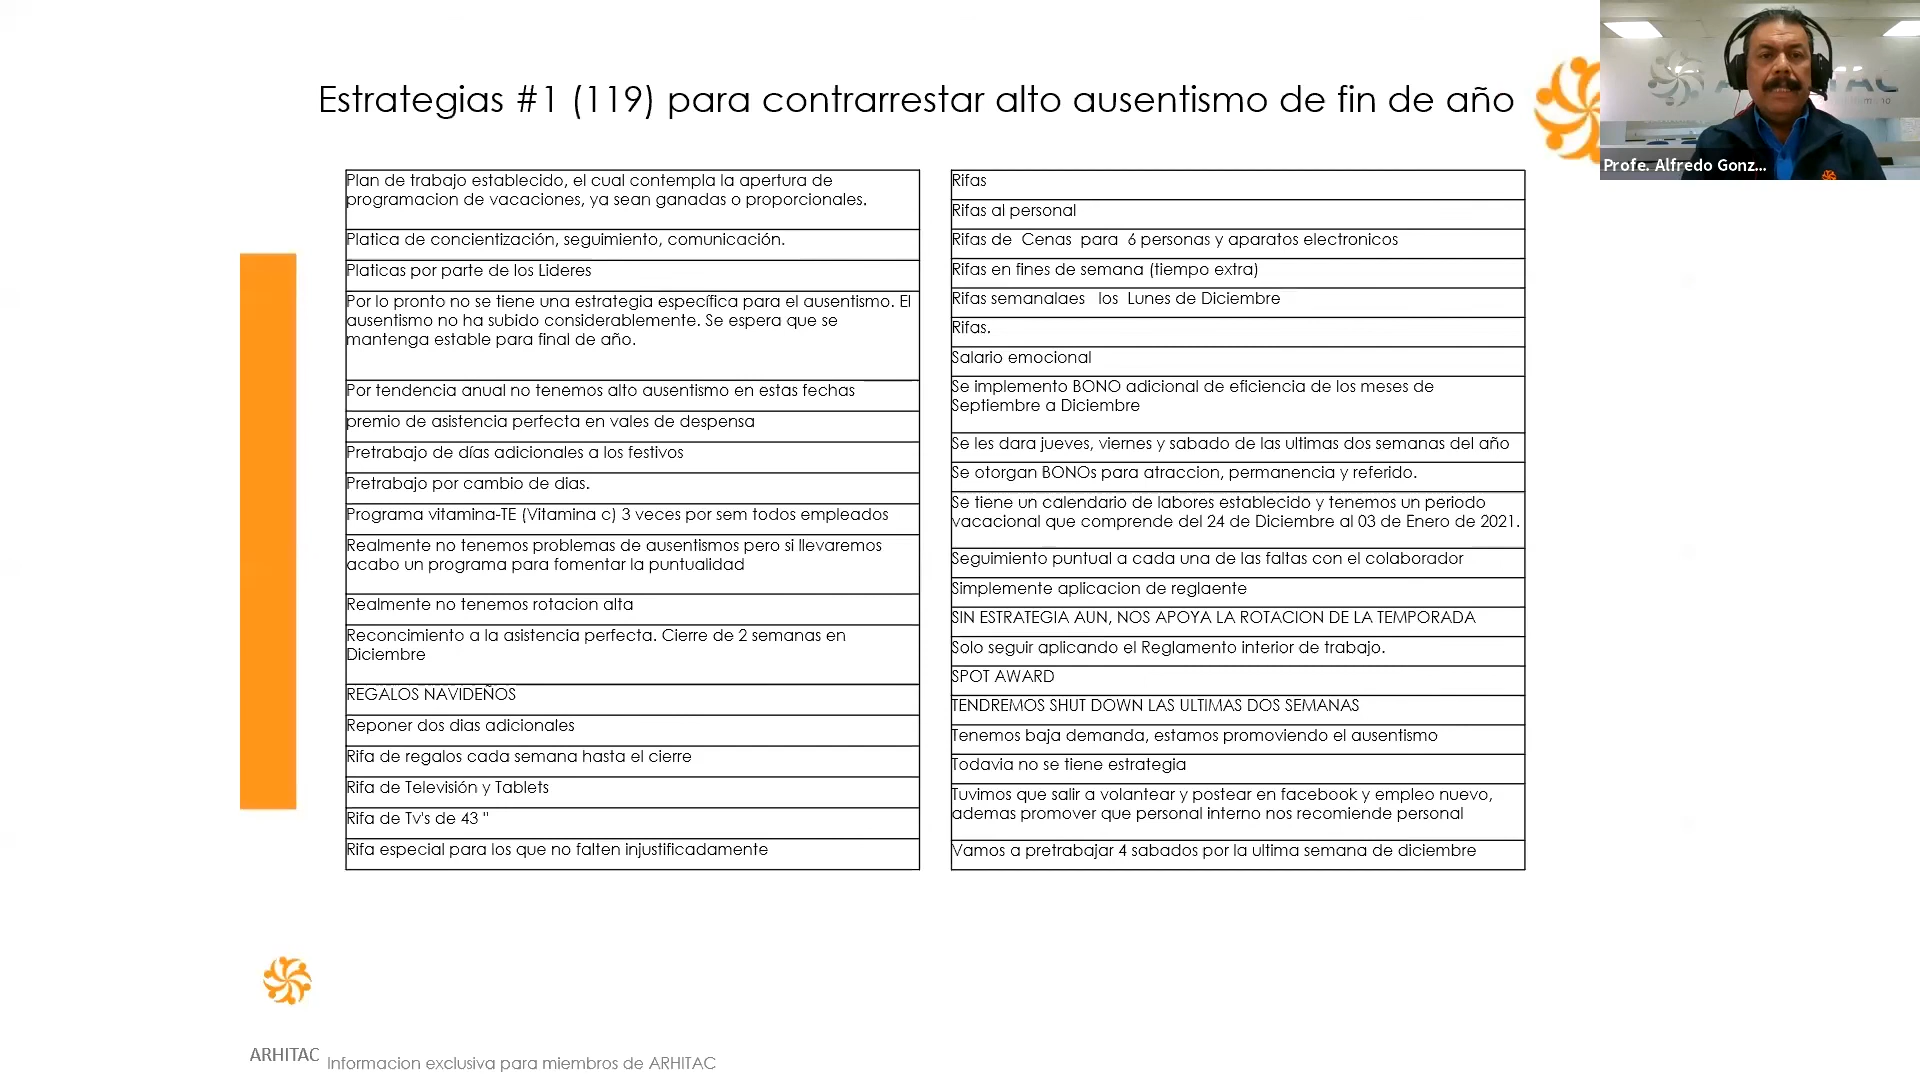 Estrategias #1 (119) para contrarrestar alto ausentismo de fin de año
Profe. Alfredo Gonz...
Plan de trabajo establecido, el cual contempla la apertura de
programacion de vacaciones, ya sean ganadas o proporcionales.
Platica de concientización, seguimiento, comunicación.
Platicas por parte de los Lideres
Por lo pronto no se tiene una estrategia específica para el ausentismo. El
ausentismo no ha subido considerablemente. Se espera que se
mantenga estable para final de año.
Por tendencia anual no tenemos alto ausentismo en estas fechas
premio de asistencia perfecta en vales de despensa
Pretrabajo de días adicionales a los festivos
Pretrabajo por cambio de dias.
Programa vitamina-TE (Vitamina c) 3 veces por sem todos empleados
Realmente no tenemos problemas de ausentismos pero si llevaremos
acabo un programa para fomentar la puntualidad
Realmente no tenemos rotacion alta
Reconcimiento a la asistencia perfecta. Cierre de 2 semanas en
Diciembre
REGALOS NAVIDEÑOS
Reponer dos dias adicionales
Rifa de regalos cada semana hasta el cierre
Rifa de Televisión y Tablets
Rifa de Tv's de 43 "
Rifa especial para los que no falten injustificadamente
Rifas
Rifas al personal
Rifas de Cenas para 6 personas y aparatos electronicos
Rifas en fines de semana (tiempo extra)
Rifas semanalaes los Lunes de Diciembre
Rifas.
Salario emocional
Se implemento BONO adicional de eficiencia de los meses de
Septiembre a Diciembre
Se les dara jueves, viernes y sabado de las ultimas dos semanas del año
Se otorgan BONOs para atraccion, permanencia y referido.
Se tiene un calendario de labores establecido y tenemos un periodo
vacacional que comprende del 24 de Diciembre al 03 de Enero de 2021.
Seguimiento puntual a cada una de las faltas con el colaborador
Simplemente aplicacion de reglaente
SIN ESTRATEGIA AUN, NOS APOYA LA ROTACION DE LA TEMPORADA
Solo seguir aplicando el Reglamento interior de trabajo.
SPOT AWARD
TENDREMOS SHUT DOWN LAS ULTIMAS DOS SEMANAS
Tenemos baja demanda, estamos promoviendo el ausentismo
Todavia no se tiene estrategia
Tuvimos que salir a volantear y postear en facebook y empleo nuevo,
ademas promover que personal interno nos recomiende personal
Vamos a pretrabajar 4 sabados por la ultima semana de diciembre
ARHITAC
Informacion exclusiva para miembros de ARHITAC